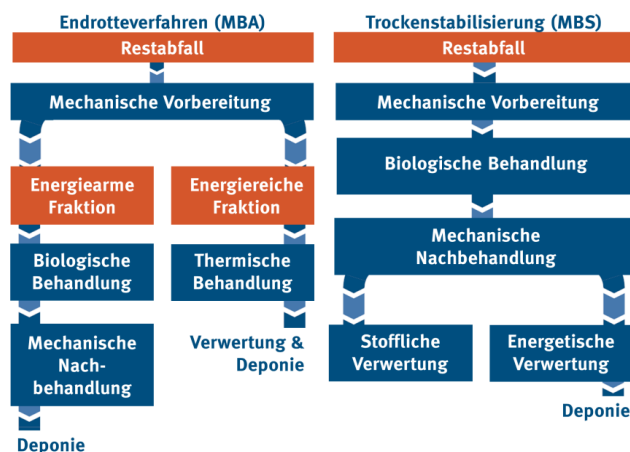 Endrotteverfahren (MBA)
Restabfall
Mechanische Vorbereitung
Energiearme
Fraktion
Energiereiche
Fraktion
Biologische
Behandlung
Thermische
Behandlung
Mechanische
Nach-
behandlung
Verwertung &
Deponie
Deponie
Trockenstabilisierung (MBS)
Restabfall
Mechanische Vorbereitung
Biologische Behandlung
Mechanische
Nachbehandlung
Stoffliche
Verwertung
Energetische
Verwertung
Deponie